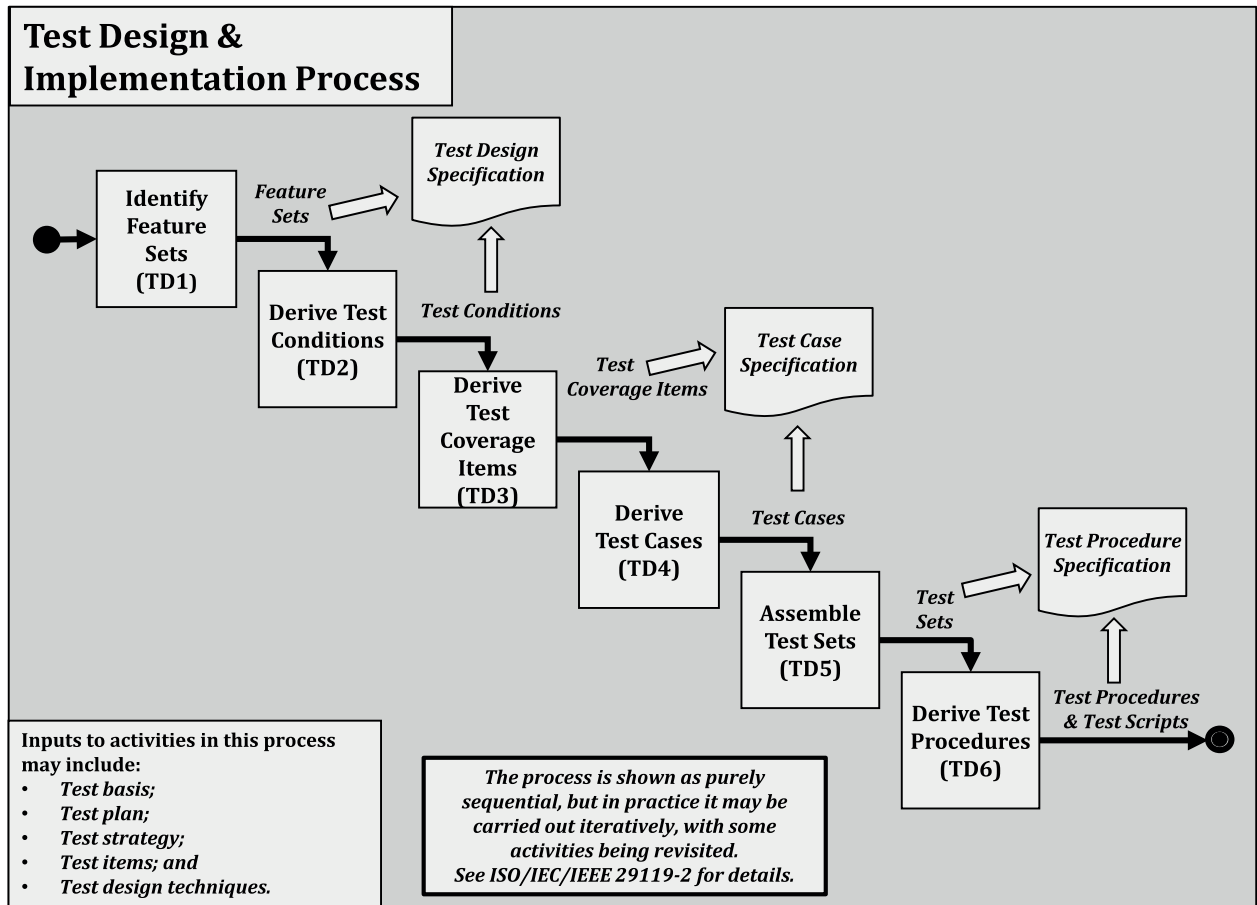 Test Design &
Implementation Process
Test Design
Specification
Identify
Feature
Sets
(TD1)
Feature
Sets
Derive Test
Conditions
(TD2)
Test Conditions
Test Case
Specification
Test
Coverage Items
Derive
Test
Coverage
Items
(TD3)
Derive
Test Cases
(TD4)
Test Cases
Test Procedure
Specification
Test
Sets
Assemble
Test Sets
(TD5)
Derive Test
Procedures
(TD6)
Test Procedures
& Test Scripts
Inputs to activities in this process
may include:
• Test basis;
• Test plan;
• Test strategy;
• Test items; and
• Test design techniques.
The process is shown as purely
sequential, but in practice it may be
carried out iteratively, with some
activities being revisited.
See ISO/IEC/IEEE 29119-2 for details.